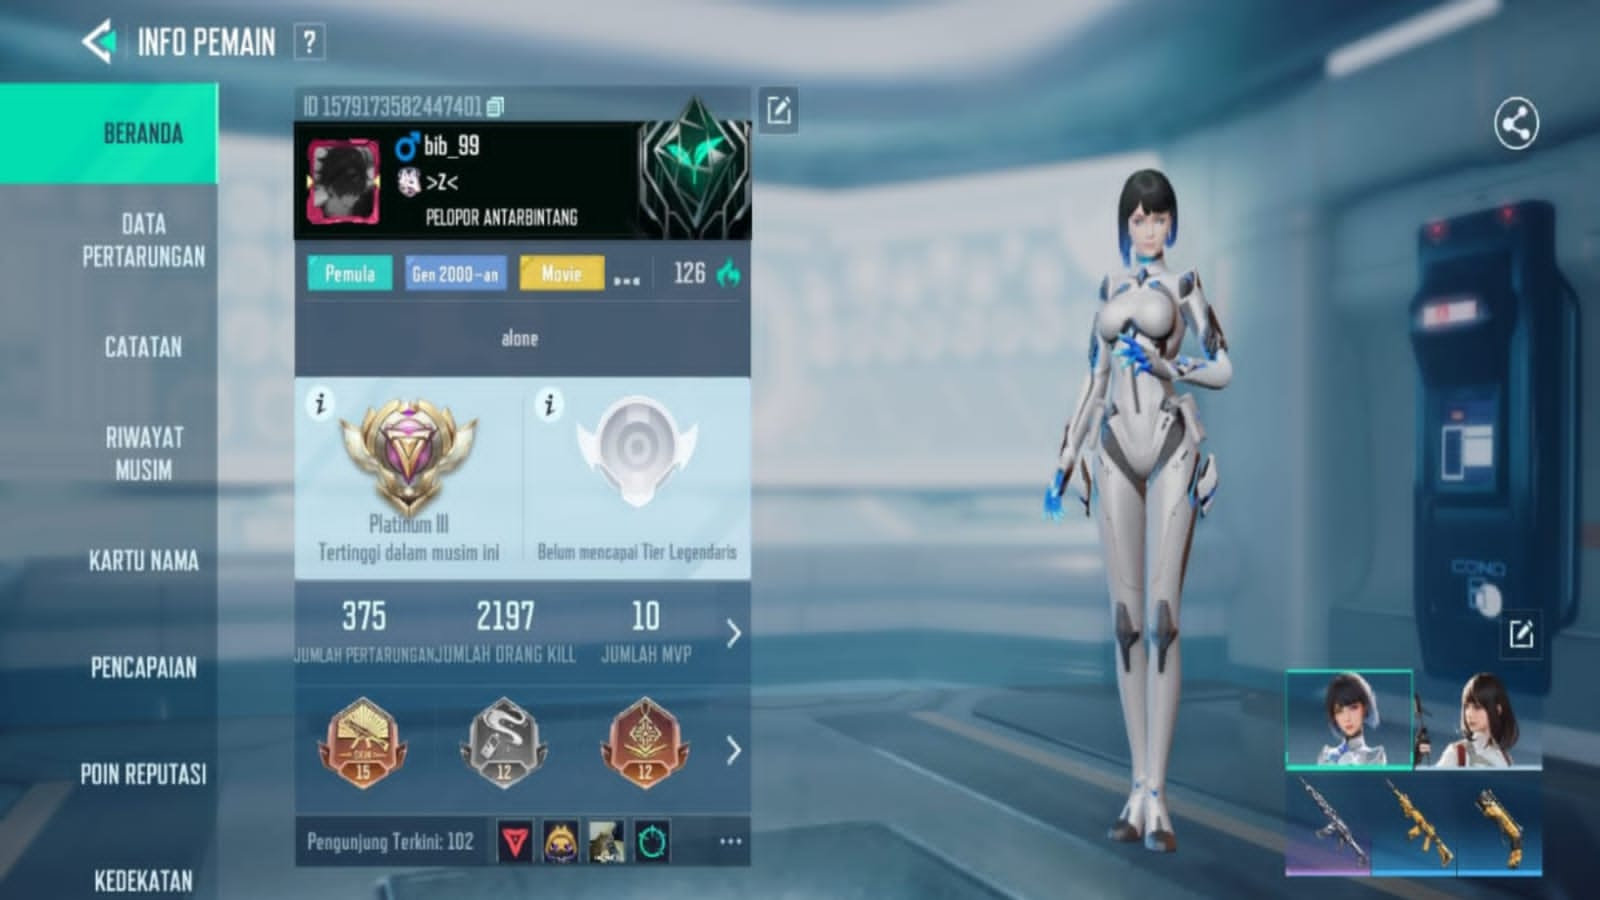 INFO PEMAIN ?
BERANDA
DATA
PERTARUNGAN
CATATAN
RIWAYAT
MUSIM
KARTU NAMA
PENCAPAIAN
POIN REPUTASI
KEDEKATAN
ID 1579173582447401
bib_99
>Z<
PELOPOR ANTARBINTANG
Pemula Gen 2000-an Movie ... 126
alone
Platinum III
Tertinggi dalam musim ini
Belum mencapai Tier Legendaris
375 2197 10
JUMLAH PERTARUNGAN JUMLAH ORANG KILL JUMLAH MVP
15 12 12
Pengunjung Terkini: 102
COND